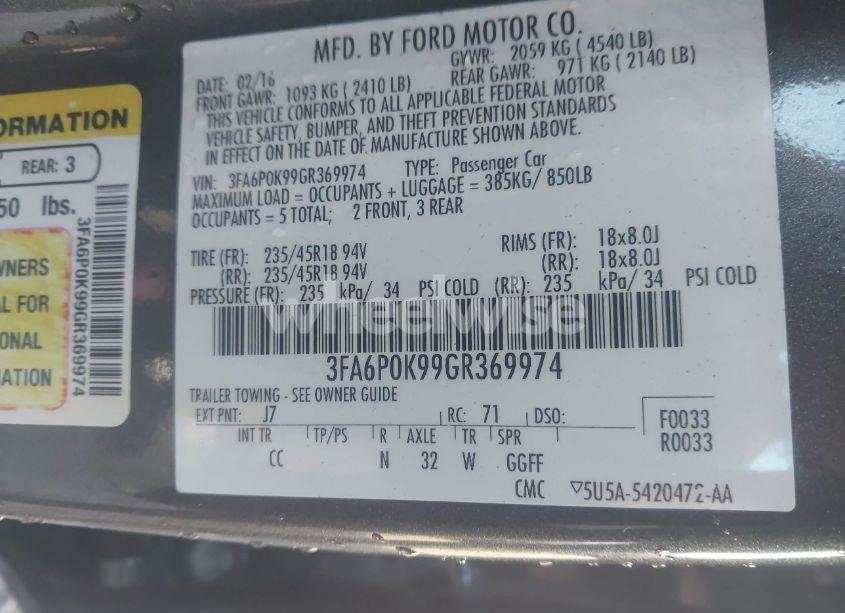 MFD. BY FORD MOTOR CO.
DATE: 02/16 GVWR: 2059 KG (4540 LB)
FRONT GAWR: 1093 KG (2410 LB) REAR GAWR: 971 KG (2140 LB)
THIS VEHICLE CONFORMS TO ALL APPLICABLE FEDERAL MOTOR
VEHICLE SAFETY, BUMPER, AND THEFT PREVENTION STANDARDS
IN EFFECT ON THE DATE OF MANUFACTURE SHOWN ABOVE.
VIN: 3FA6P0K99GR369974 TYPE: Passenger Car
MAXIMUM LOAD = OCCUPANTS + LUGGAGE = 385KG/ 850LB
OCCUPANTS = 5 TOTAL; 2 FRONT, 3 REAR
TIRE (FR): 235/45R18 94V RIMS (FR): 18x8.0J
(RR): 235/45R18 94V (RR): 18x8.0J
PRESSURE (FR): 235 kPa/ 34 PSI COLD (RR): 235 kPa/ 34 PSI COLD
wheelwise
3FA6P0K99GR369974
TRAILER TOWING - SEE OWNER GUIDE
EXT PNT: J7 RC: 71 DSO:
F0033
R0033
INT TR TP/PS R AXLE TR SPR
CC N 32 W GGFF
CMC ▽5U5A-5420472-AA
ORMATION
REAR: 3
50 lbs.
WNERS
AL FOR
ONAL
MATION
3FA6P0K99GR369974